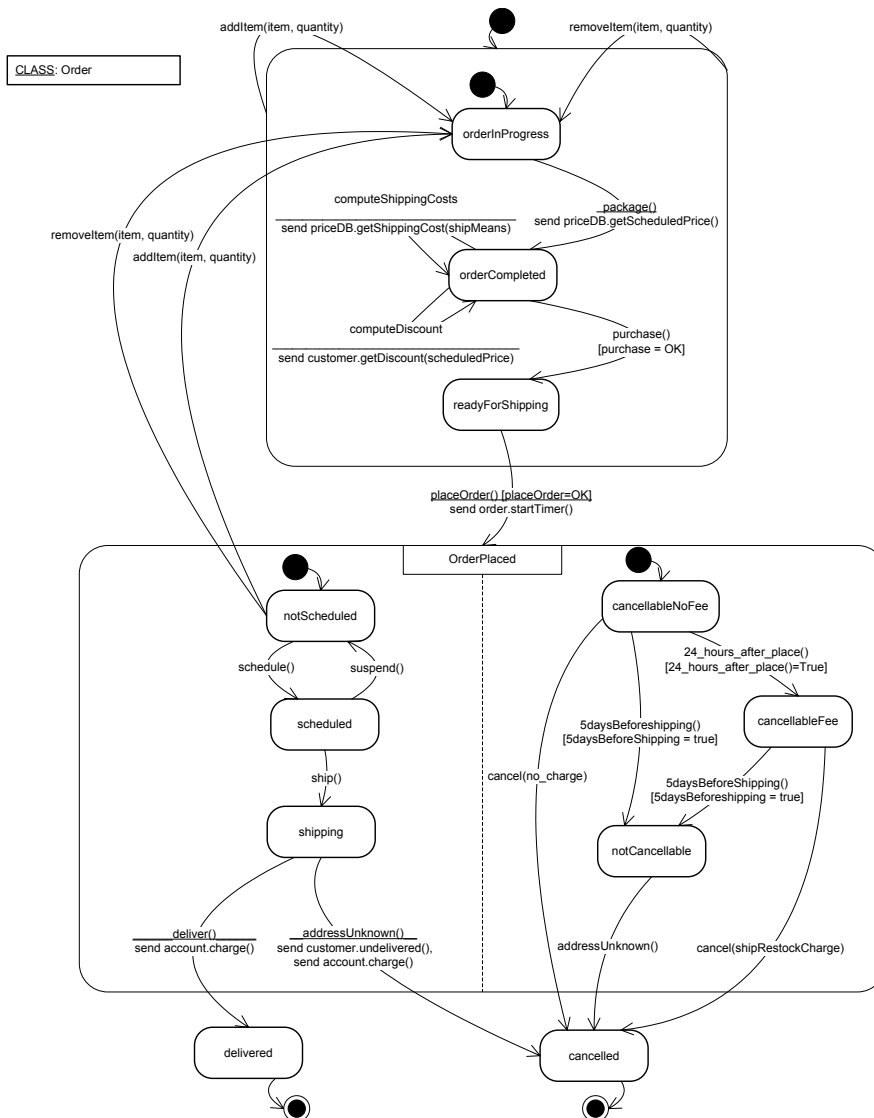 addItem(item, quantity)
removeItem(item, quantity)
CLASS: Order
orderInProgress
computeShippingCosts
send priceDB.getShippingCost(shipMeans)
package()
send priceDB.getScheduledPrice()
removeItem(item, quantity)
addItem(item, quantity)
orderCompleted
computeDiscount
send customer.getDiscount(scheduledPrice)
purchase()
[purchase = OK]
readyForShipping
placeOrder() [placeOrder=OK]
send order.startTimer()
OrderPlaced
notScheduled
cancellableNoFee
schedule()
suspend()
24_hours_after_place()
[24_hours_after_place()=True]
scheduled
cancellableFee
5daysBeforeshipping()
[5daysBeforeShipping = true]
ship()
cancel(no_charge)
5daysBeforeShipping()
[5daysBeforeshipping = true]
shipping
notCancellable
deliver()
send account.charge()
addressUnknown()
send customer.undelivered(),
send account.charge()
addressUnknown()
cancel(shipRestockCharge)
delivered
cancelled